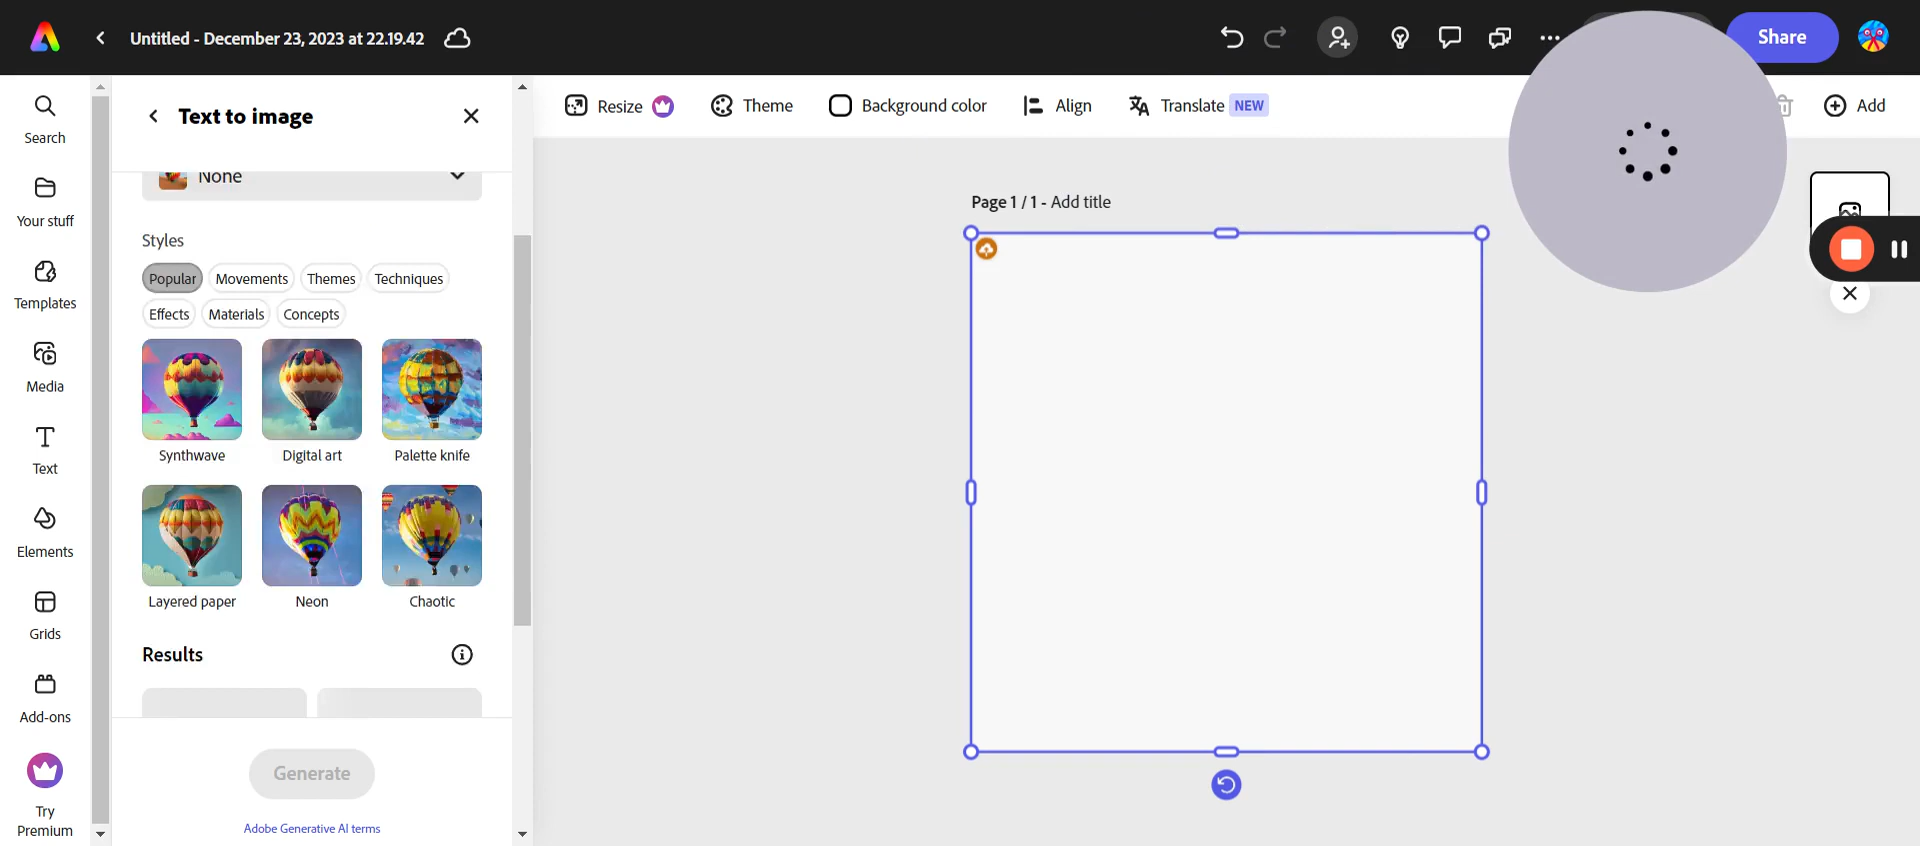 Untitled - December 23, 2023 at 22.19.42
Share
Search
Your stuff
Templates
Media
Text
Elements
Grids
Add-ons
Try
Premium
Text to image
None
Styles
Popular
Movements
Themes
Techniques
Effects
Materials
Concepts
Synthwave
Digital art
Palette knife
Layered paper
Neon
Chaotic
Results
Generate
Adobe Generative AI terms
Resize
Theme
Background color
Align
Translate NEW
Add
Page 1 / 1 - Add title